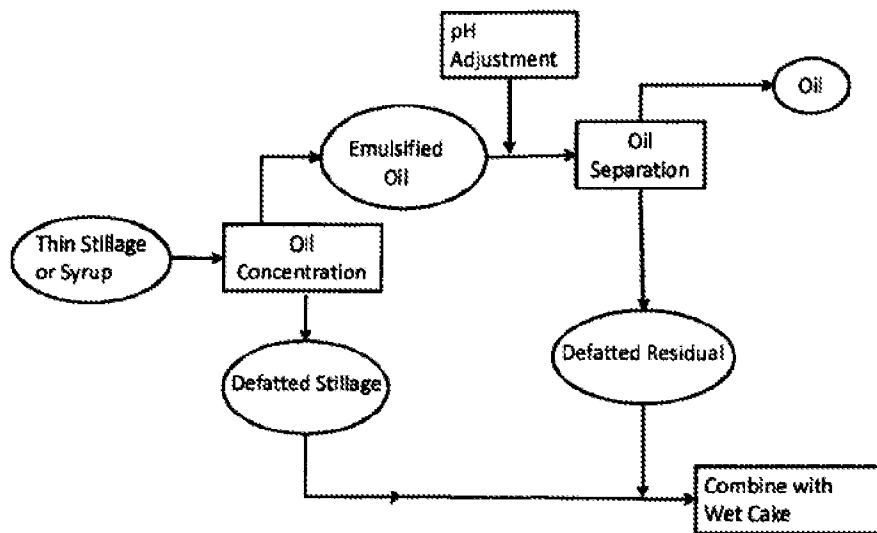 pH
Adjustment
Oil
Emulsified
Oil
Oil
Separation
Thin Stillage
or Syrup
Oil
Concentration
Defatted Stillage
Defatted Residual
Combine with
Wet Cake